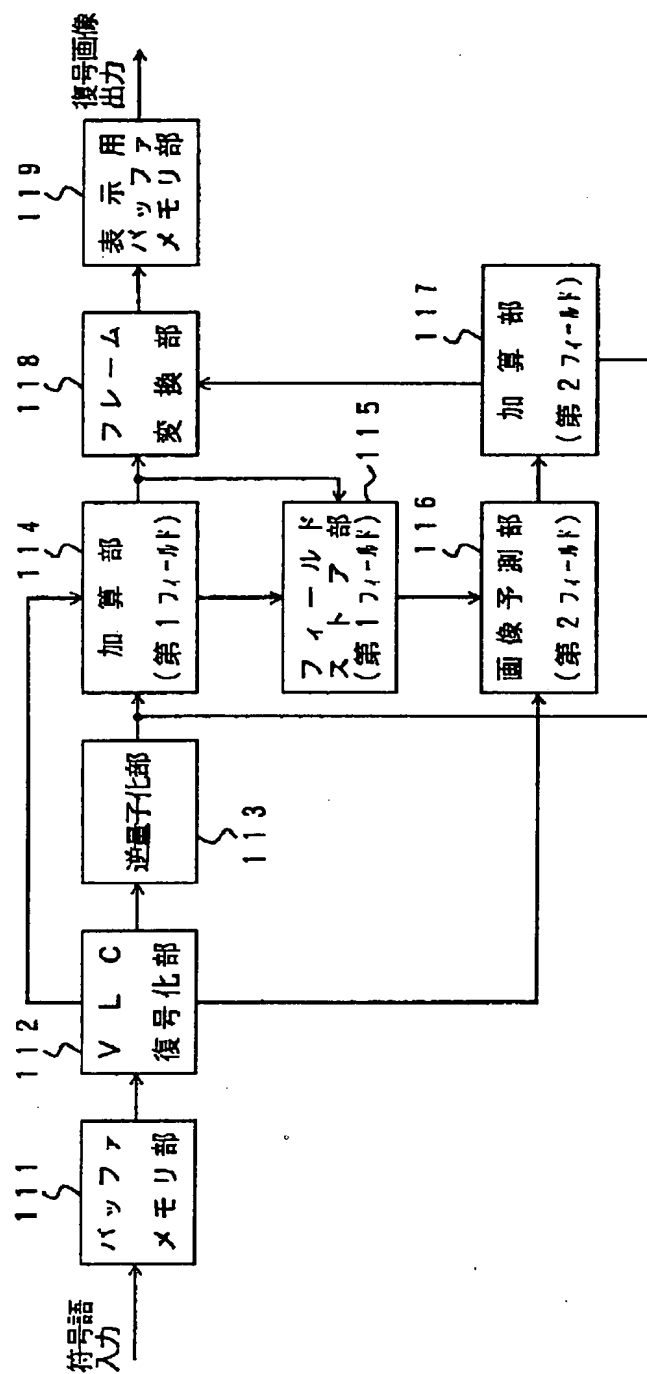 符号語
入力
111
バッファ
メモリ部
112
VLC
復号化部
113
逆量子化部
114
加算部
(第1フィールド)
115
フィールド
ストア部
(第1フィールド)
116
画像予測部
(第2フィールド)
117
加算部
(第2フィールド)
118
フレーム
変換部
119
表示用
バッファ
メモリ部
復号画像
出力